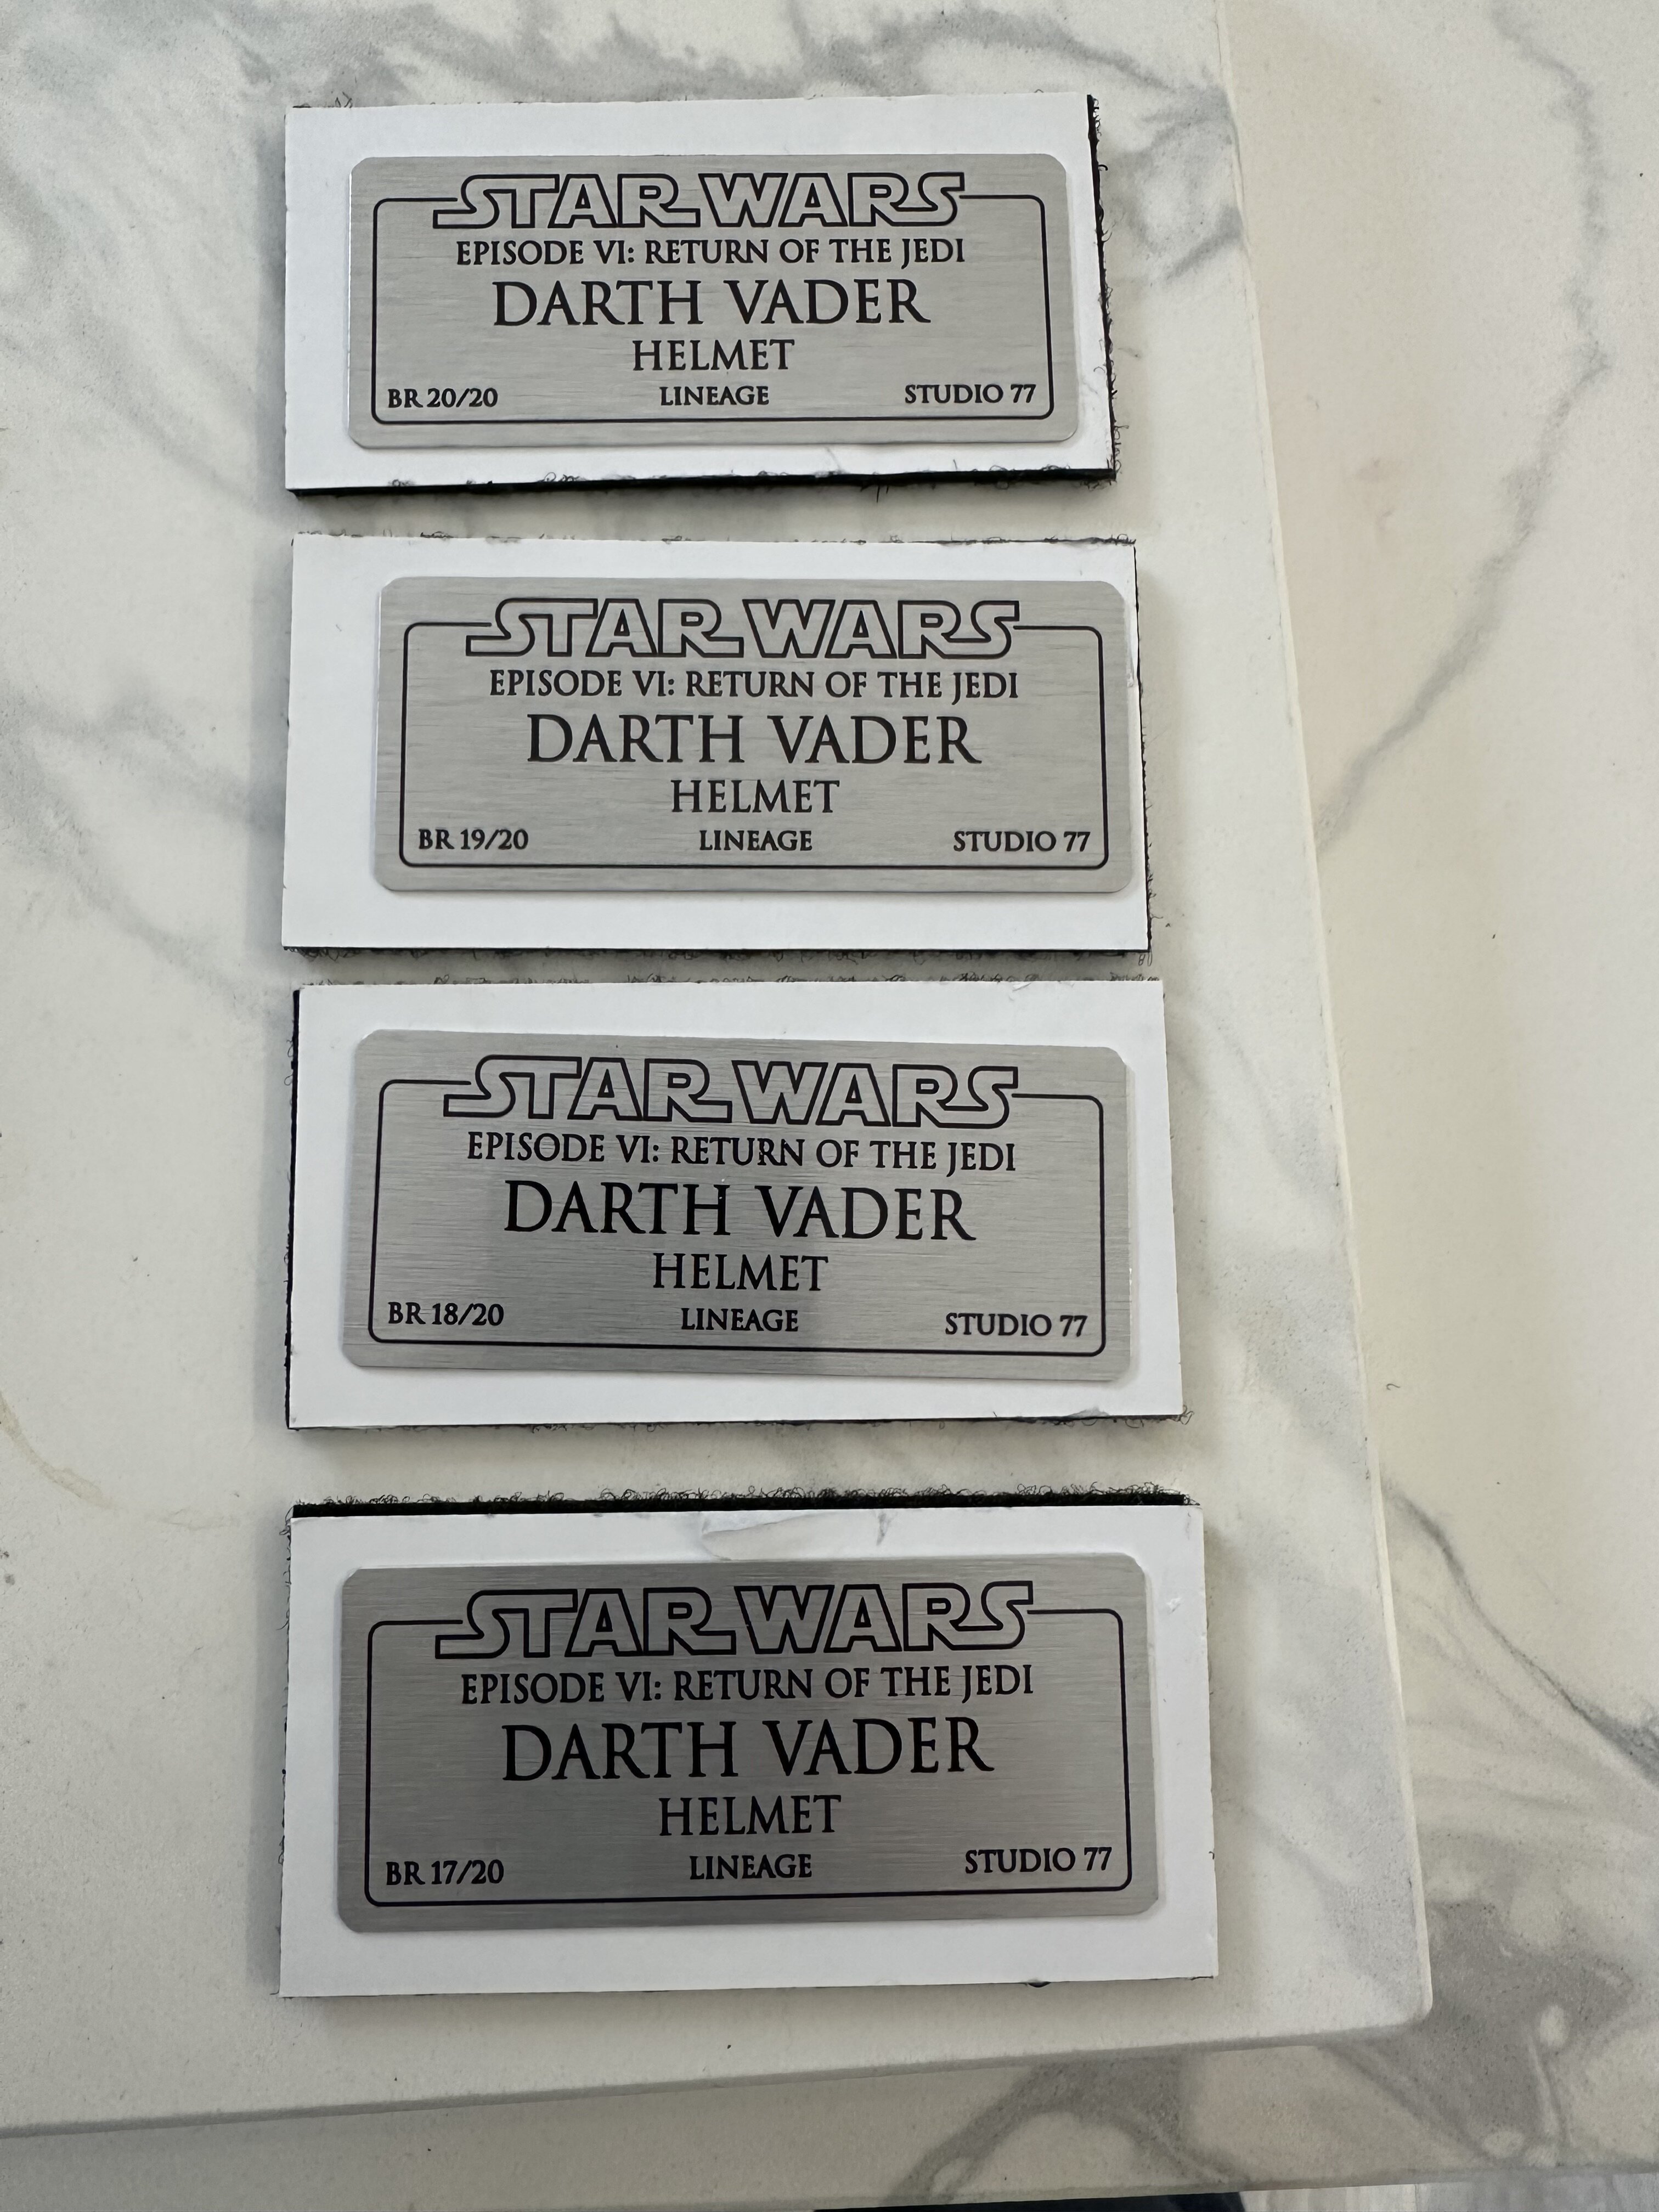 STAR WARS
EPISODE VI: RETURN OF THE JEDI
DARTH VADER
HELMET
BR 20/20 LINEAGE STUDIO 77
STAR WARS
EPISODE VI: RETURN OF THE JEDI
DARTH VADER
HELMET
BR 19/20 LINEAGE STUDIO 77
STAR WARS
EPISODE VI: RETURN OF THE JEDI
DARTH VADER
HELMET
BR 18/20 LINEAGE STUDIO 77
STAR WARS
EPISODE VI: RETURN OF THE JEDI
DARTH VADER
HELMET
BR 17/20 LINEAGE STUDIO 77